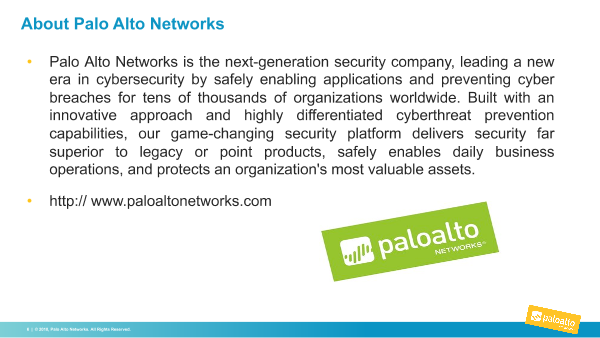 About Palo Alto Networks
• Palo Alto Networks is the next-generation security company, leading a new
era in cybersecurity by safely enabling applications and preventing cyber
breaches for tens of thousands of organizations worldwide. Built with an
innovative approach and highly differentiated cyberthreat prevention
capabilities, our game-changing security platform delivers security far
superior to legacy or point products, safely enables daily business
operations, and protects an organization's most valuable assets.
• http:// www.paloaltonetworks.com
paloalto
NETWORKS®
paloalto
| © 2015, Palo Alto Networks. All Rights Reserved.